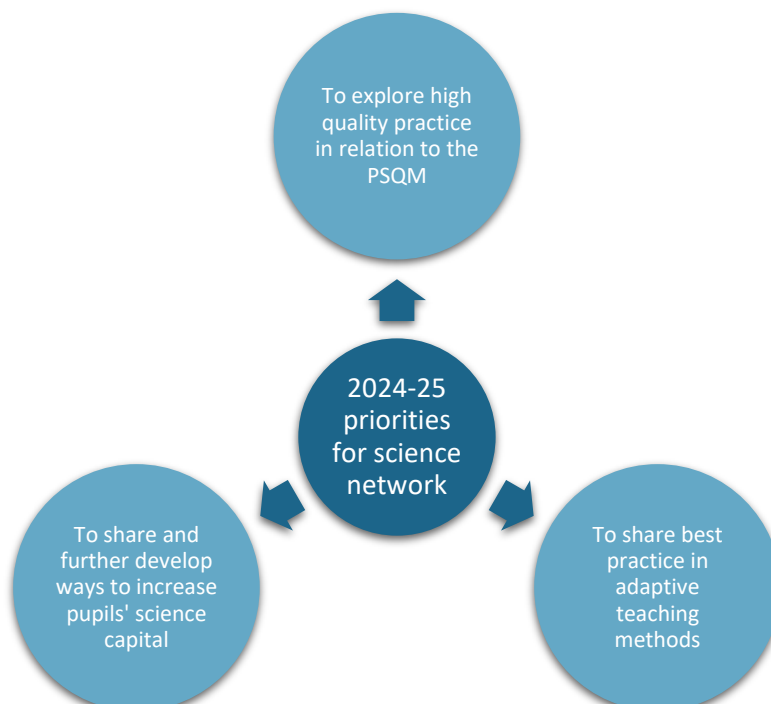 To explore high
quality practice
in relation to the
PSQM
2024-25
priorities
for science
network
To share and
further develop
ways to increase
pupils' science
capital
To share best
practice in
adaptive
teaching
methods